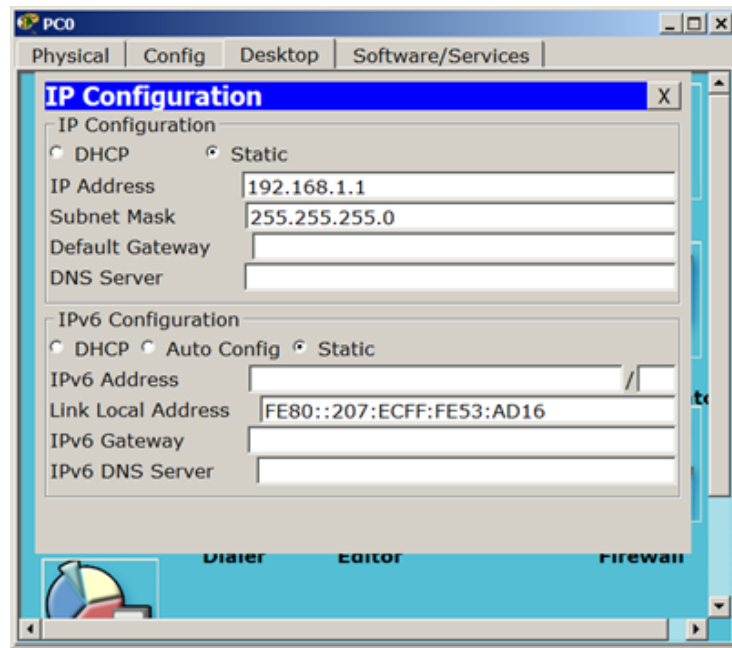 PC0
Physical Config Desktop Software/Services
IP Configuration X
IP Configuration
DHCP Static
IP Address 192.168.1.1
Subnet Mask 255.255.255.0
Default Gateway
DNS Server
IPv6 Configuration
DHCP Auto Config Static
IPv6 Address /
Link Local Address FE80::207:ECFF:FE53:AD16
IPv6 Gateway
IPv6 DNS Server
Dialer Editor Firewall